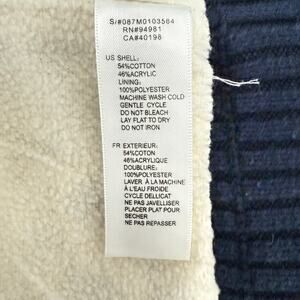 S/#087M0103584
RN#94981
CA#40198
US SHELL:
54%COTTON
46%ACRYLIC
LINING:
100%POLYESTER
MACHINE WASH COLD
GENTLE CYCLE
DO NOT BLEACH
LAY FLAT TO DRY
DO NOT IRON
FR EXTERIEUR:
54%COTON
46%ACRYLIQUE
DOUBLURE:
100%POLYESTER
LAVER À LA MACHINE
À L'EAU FROIDE
CYCLE DELLICAT
NE PAS JAVELLISER
PLACER PLAT POUR
SECHER
NE PAS REPASSER